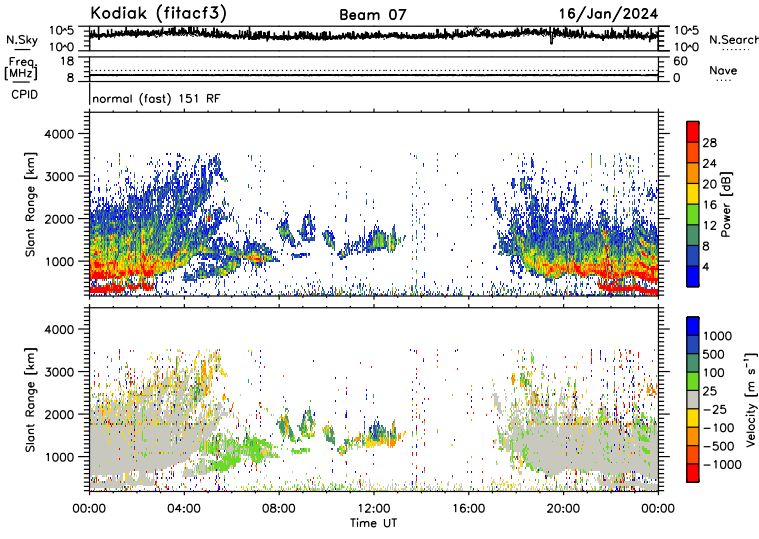 Kodiak (fitacf3) Beam 07 16/Jan/2024
N.Sky 10^5 10^0 10^5 10^0 N.Search
Freq. [MHz] 18 8 60 0 Nave
CPID normal (fast) 151 RF
Slant Range [km]
4000
3000
2000
1000
28
24
20
16
12
8
4
Power [dB]
Slant Range [km]
4000
3000
2000
1000
1000
500
100
25
−25
−100
−500
−1000
Velocity [m s⁻¹]
00:00 04:00 08:00 12:00 16:00 20:00 00:00
Time UT